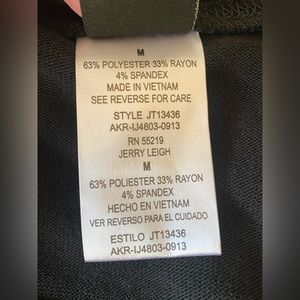 M
63% POLYESTER 33% RAYON
4% SPANDEX
MADE IN VIETNAM
SEE REVERSE FOR CARE
STYLE JT13436
AKR-IJ4803-0913
RN 55219
JERRY LEIGH
M
63% POLIESTER 33% RAYON
4% SPANDEX
HECHO EN VIETNAM
VER REVERSO PARA EL CUIDADO
ESTILO JT13436
AKR-IJ4803-0913